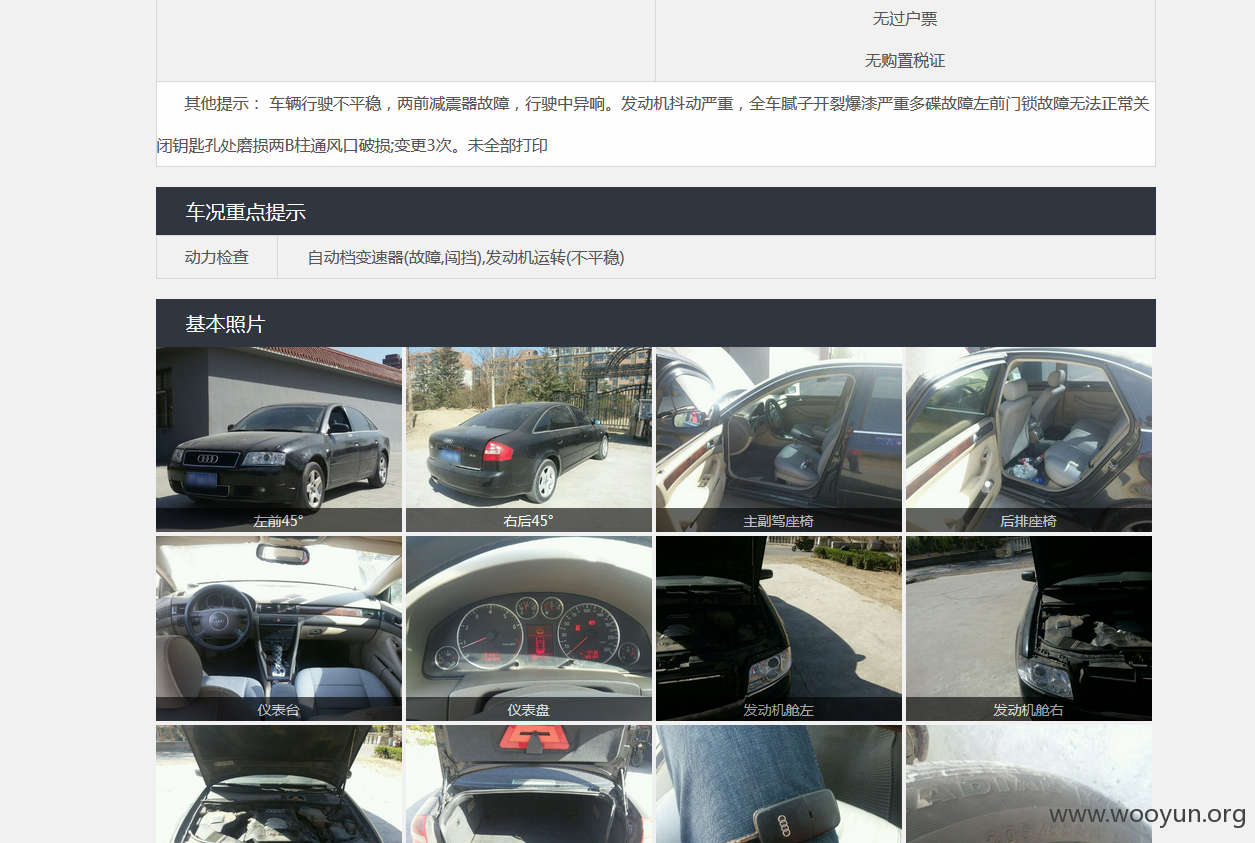 无过户票
无购置税证
其他提示： 车辆行驶不平稳，两前减震器故障，行驶中异响。发动机抖动严重，全车腻子开裂爆漆严重多碟故障左前门锁故障无法正常关
闭钥匙孔处磨损两B柱通风口破损;变更3次。未全部打印
车况重点提示
动力检查 自动档变速器(故障,闯挡),发动机运转(不平稳)
基本照片
左前45° 右后45° 主副驾座椅 后排座椅
仪表台 仪表盘 发动机舱左 发动机舱右
www.wooyun.org